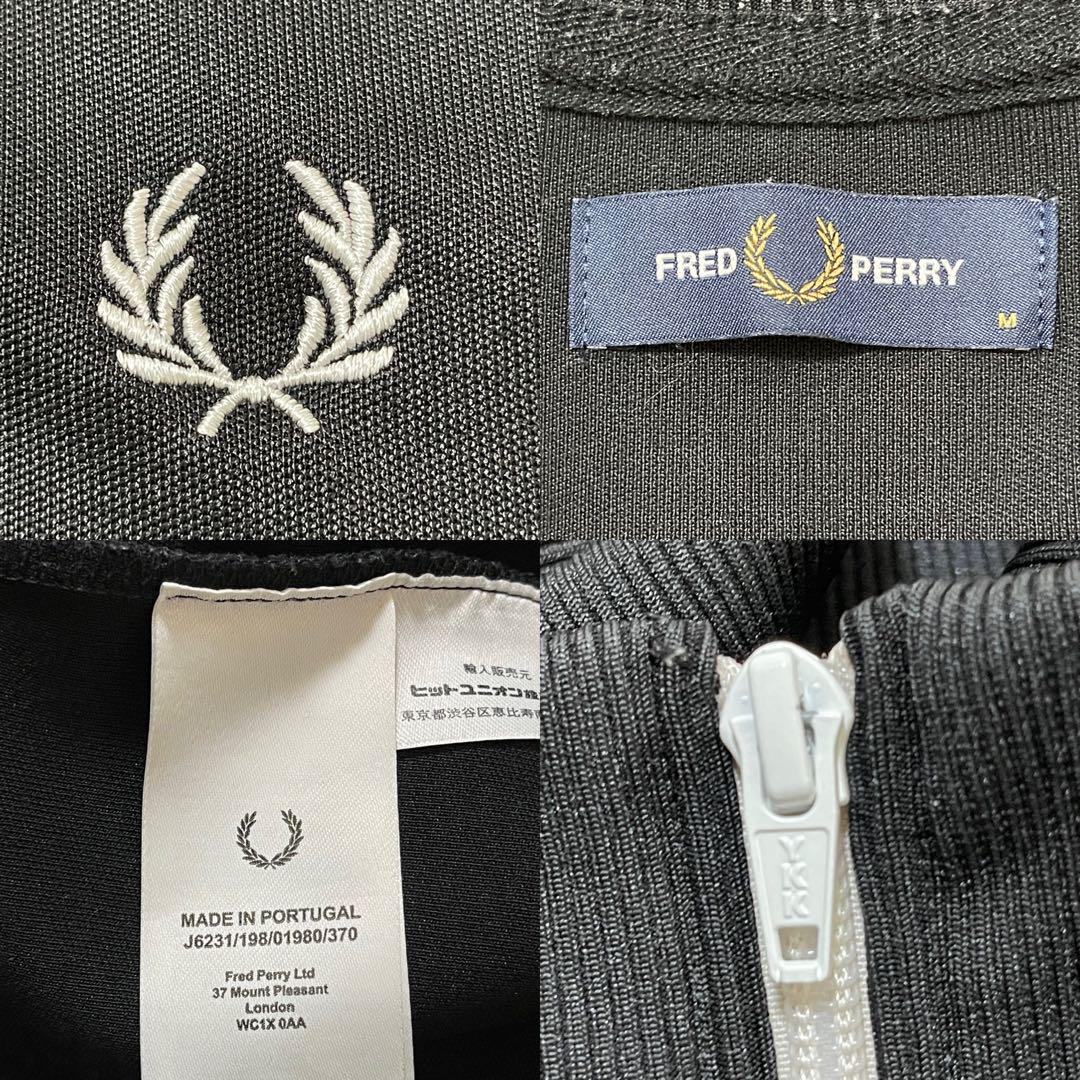 FRED PERRY
M
輸入販売元
ヒットユニオン株
東京都渋谷区恵比寿南
MADE IN PORTUGAL
J6231/198/01980/370
Fred Perry Ltd
37 Mount Pleasant
London
WC1X 0AA
YKK